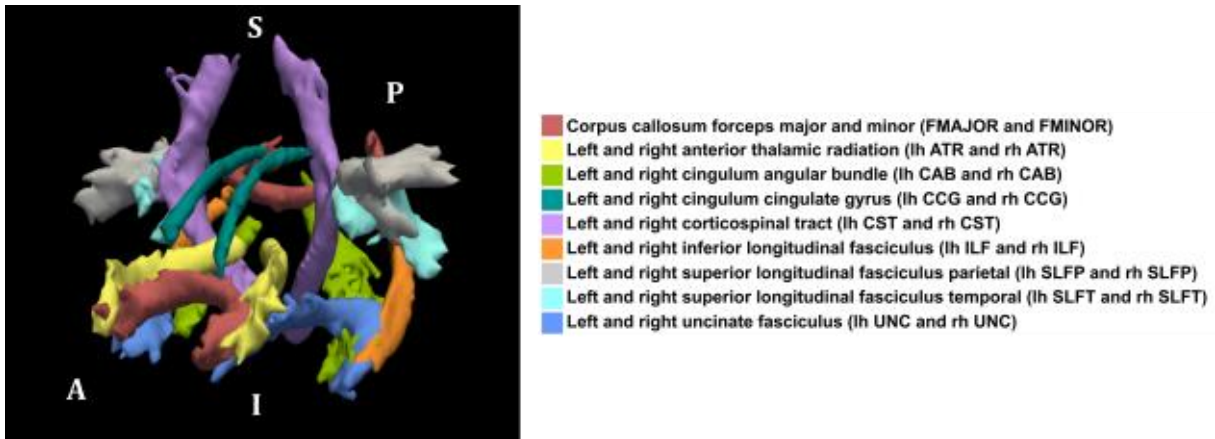 S
P
A
I
Corpus callosum forceps major and minor (FMAJOR and FMINOR)
Left and right anterior thalamic radiation (lh ATR and rh ATR)
Left and right cingulum angular bundle (lh CAB and rh CAB)
Left and right cingulum cingulate gyrus (lh CCG and rh CCG)
Left and right corticospinal tract (lh CST and rh CST)
Left and right inferior longitudinal fasciculus (lh ILF and rh ILF)
Left and right superior longitudinal fasciculus parietal (lh SLFP and rh SLFP)
Left and right superior longitudinal fasciculus temporal (lh SLFT and rh SLFT)
Left and right uncinate fasciculus (lh UNC and rh UNC)